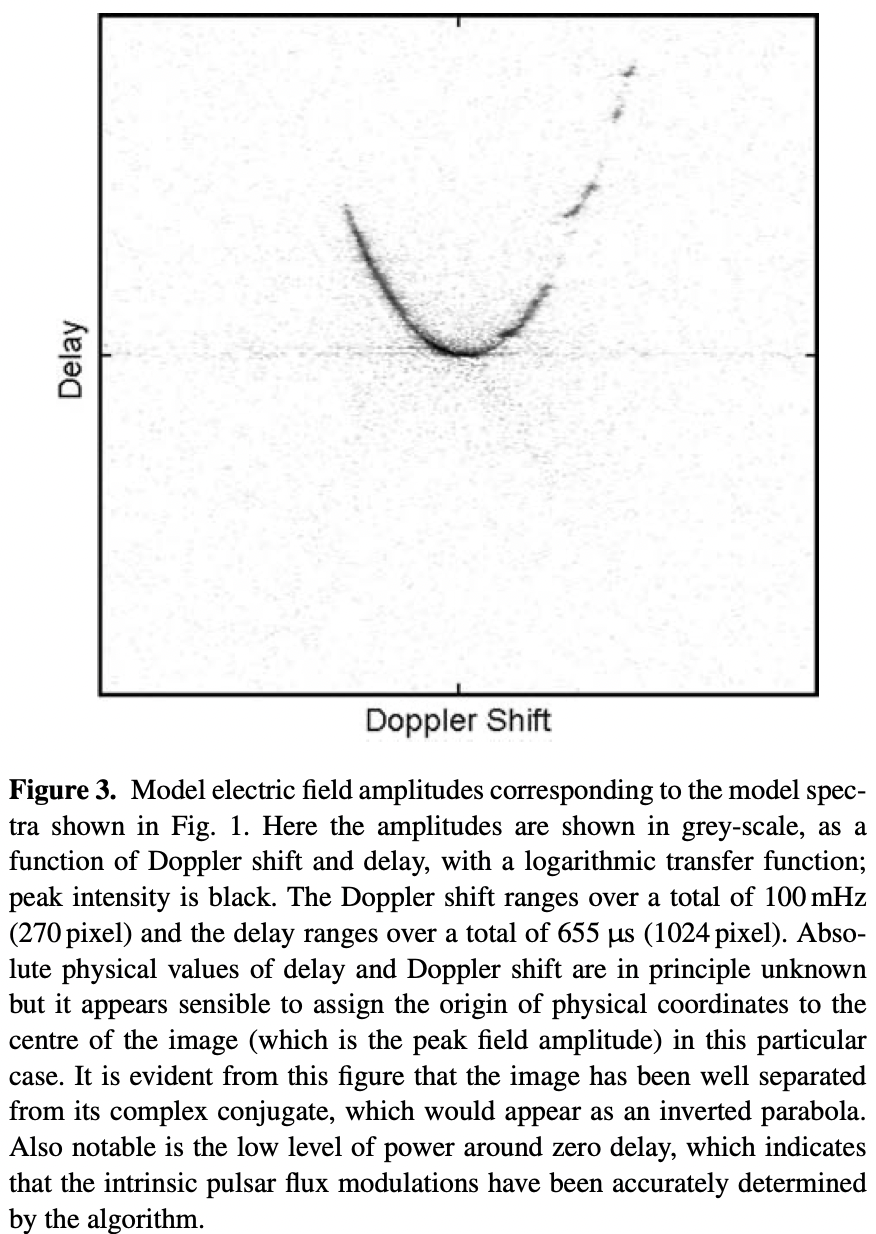 Delay
Doppler Shift
Figure 3. Model electric field amplitudes corresponding to the model spec-
tra shown in Fig. 1. Here the amplitudes are shown in grey-scale, as a
function of Doppler shift and delay, with a logarithmic transfer function;
peak intensity is black. The Doppler shift ranges over a total of 100 mHz
(270 pixel) and the delay ranges over a total of 655 μs (1024 pixel). Abso-
lute physical values of delay and Doppler shift are in principle unknown
but it appears sensible to assign the origin of physical coordinates to the
centre of the image (which is the peak field amplitude) in this particular
case. It is evident from this figure that the image has been well separated
from its complex conjugate, which would appear as an inverted parabola.
Also notable is the low level of power around zero delay, which indicates
that the intrinsic pulsar flux modulations have been accurately determined
by the algorithm.